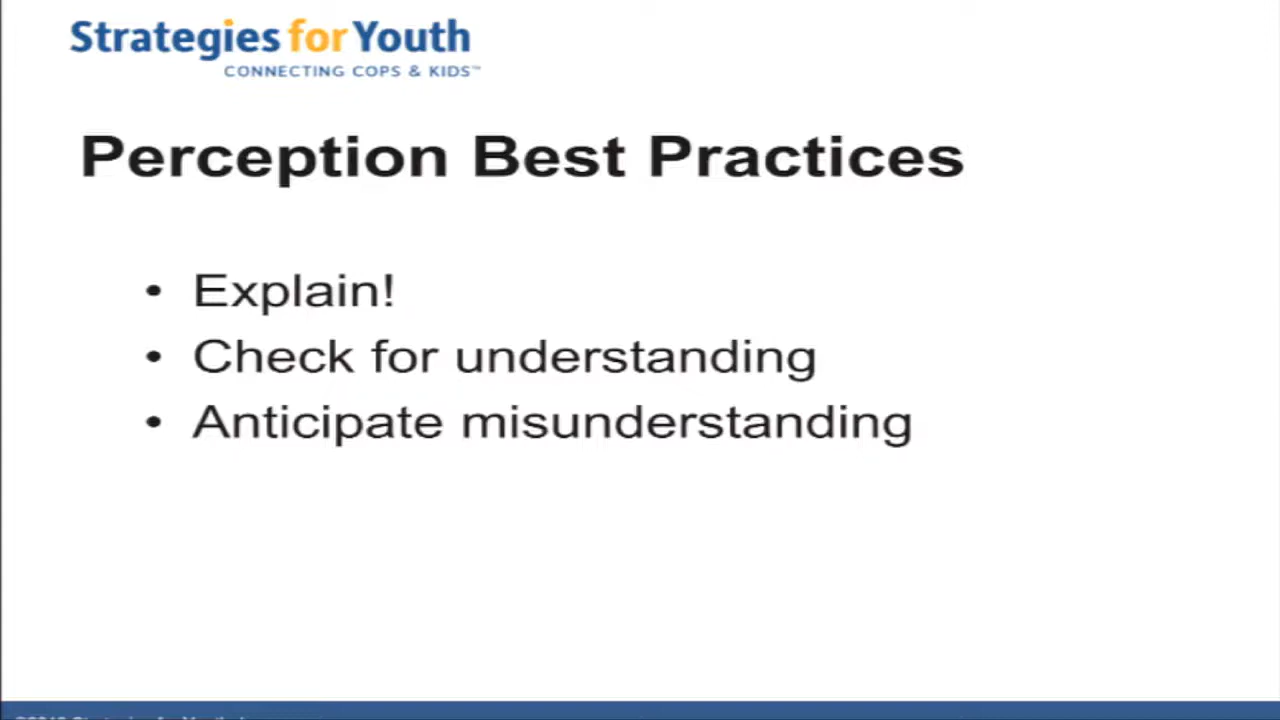 Strategies for Youth
CONNECTING COPS & KIDS™
Perception Best Practices
• Explain!
• Check for understanding
• Anticipate misunderstanding